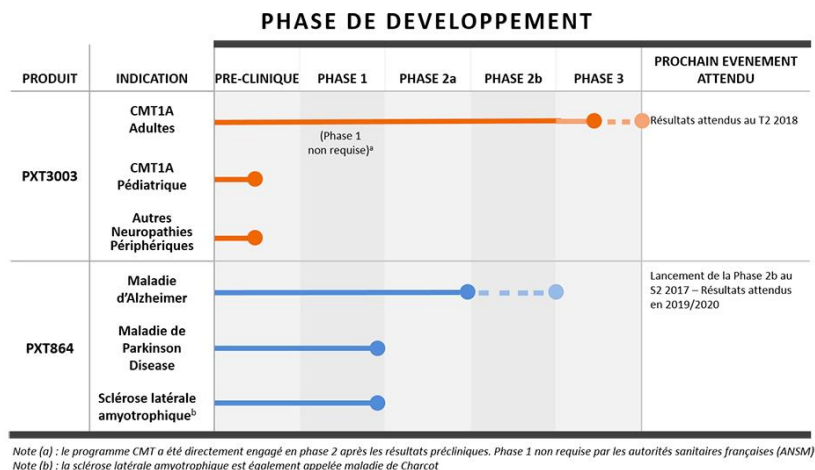 PHASE DE DEVELOPPEMENT
PRODUIT
INDICATION
PRE-CLINIQUE
PHASE 1
PHASE 2a
PHASE 2b
PHASE 3
PROCHAIN EVENEMENT
ATTENDU
PXT3003
CMT1A
Adultes
(Phase 1
non requise)ᵃ
Résultats attendus au T2 2018
CMT1A
Pédiatrique
Autres
Neuropathies
Périphériques
PXT864
Maladie
d'Alzheimer
Lancement de la Phase 2b au
S2 2017 – Résultats attendus
en 2019/2020
Maladie de
Parkinson
Disease
Sclérose latérale
amyotrophiqueᵇ
Note (a) : le programme CMT a été directement engagé en phase 2 après les résultats précliniques. Phase 1 non requise par les autorités sanitaires françaises (ANSM)
Note (b) : la sclérose latérale amyotrophique est également appelée maladie de Charcot